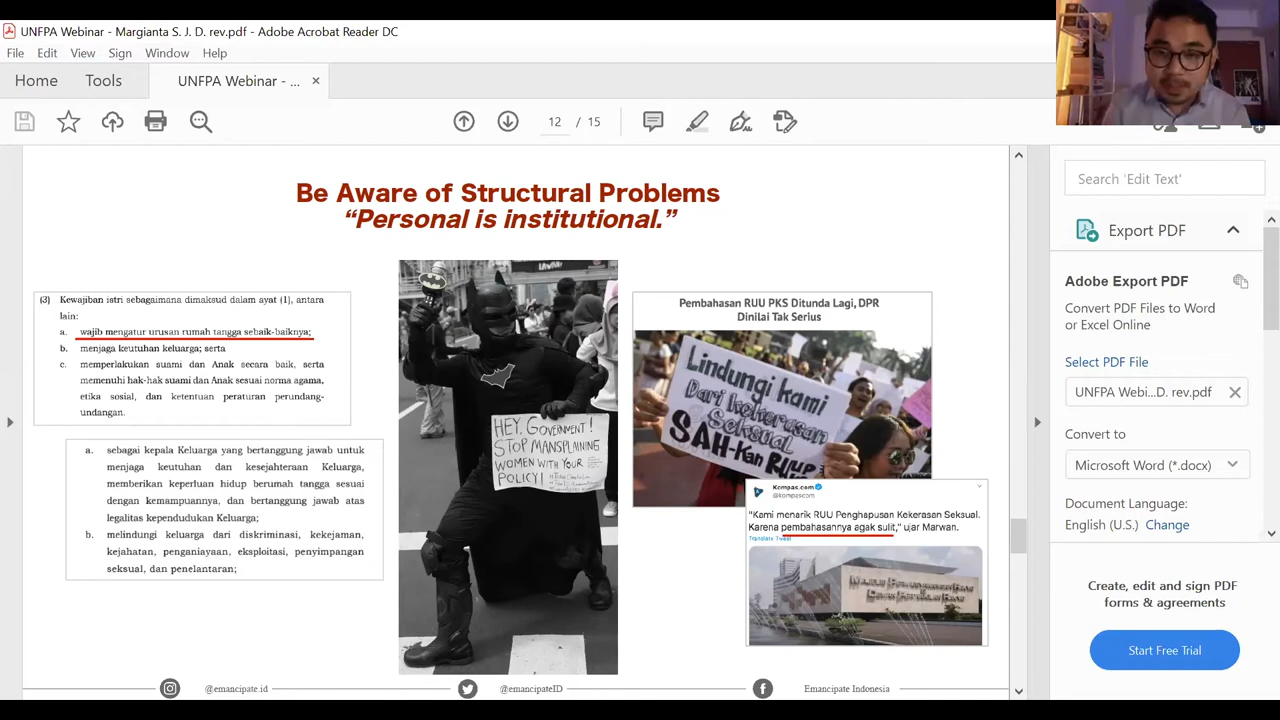 UNFPA Webinar - Margianta S. J. D. rev.pdf - Adobe Acrobat Reader DC
File Edit View Sign Window Help
Home Tools UNFPA Webinar - ... ×
12 / 15
Be Aware of Structural Problems
“Personal is institutional.”
(3) Kewajiban istri sebagaimana dimaksud dalam ayat (1), antara
lain:
a. wajib mengatur urusan rumah tangga sebaik-baiknya;
b. menjaga keutuhan keluarga; serta
c. memperlakukan suami dan Anak secara baik, serta
memenuhi hak-hak suami dan Anak sesuai norma agama,
etika sosial, dan ketentuan peraturan perundang-
undangan.
a. sebagai kepala Keluarga yang bertanggung jawab untuk
menjaga keutuhan dan kesejahteraan Keluarga,
memberikan keperluan hidup berumah tangga sesuai
dengan kemampuannya, dan bertanggung jawab atas
legalitas kependudukan Keluarga;
b. melindungi keluarga dari diskriminasi, kekejaman,
kejahatan, penganiayaan, eksploitasi, penyimpangan
seksual, dan penelantaran;
HEY, GOVERNMENT!
STOP MANSPLAINING
WOMEN WITH YOUR
POLICY!
Pembahasan RUU PKS Ditunda Lagi, DPR
Dinilai Tak Serius
Lindungi kami
Dari kekerasan
Seksual
SAH-Kan RUU
Kompas.com
@kompascom
"Kami menarik RUU Penghapusan Kekerasan Seksual.
Karena pembahasannya agak sulit," ujar Marwan.
Translate Tweet
@emancipate.id
@emancipateID
Emancipate Indonesia
Search 'Edit Text'
Export PDF
Adobe Export PDF
Convert PDF Files to Word
or Excel Online
Select PDF File
UNFPA Webi...D. rev.pdf
Convert to
Microsoft Word (*.docx)
Document Language:
English (U.S.) Change
Create, edit and sign PDF
forms & agreements
Start Free Trial